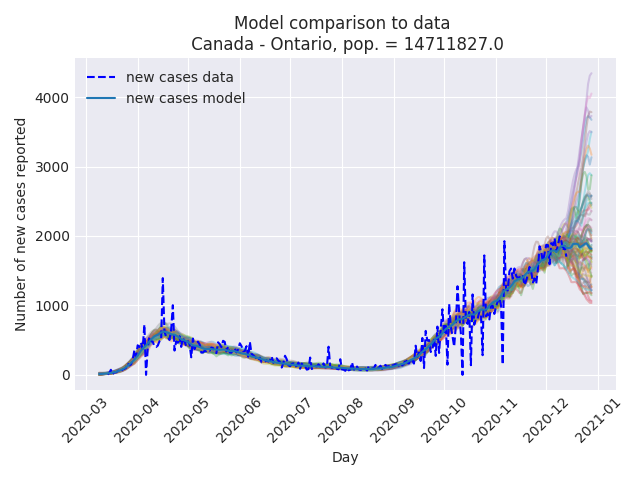 Model comparison to data
Canada - Ontario, pop. = 14711827.0
new cases data
new cases model
Number of new cases reported
4000
3000
2000
1000
0
2020-03
2020-04
2020-05
2020-06
2020-07
2020-08
2020-09
2020-10
2020-11
2020-12
2021-01
Day